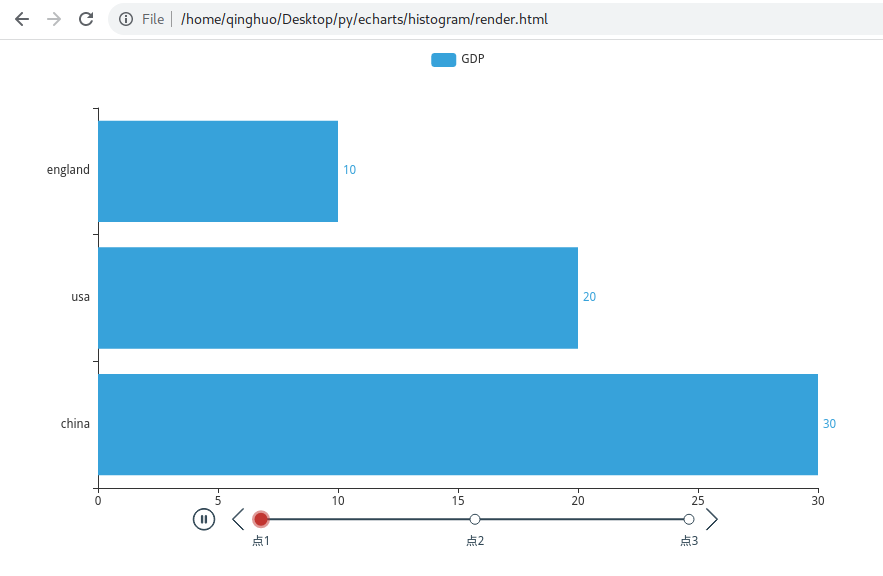 File /home/qinghuo/Desktop/py/echarts/histogram/render.html
GDP
england
10
usa
20
china
30
0 5 10 15 20 25 30
点1 点2 点3